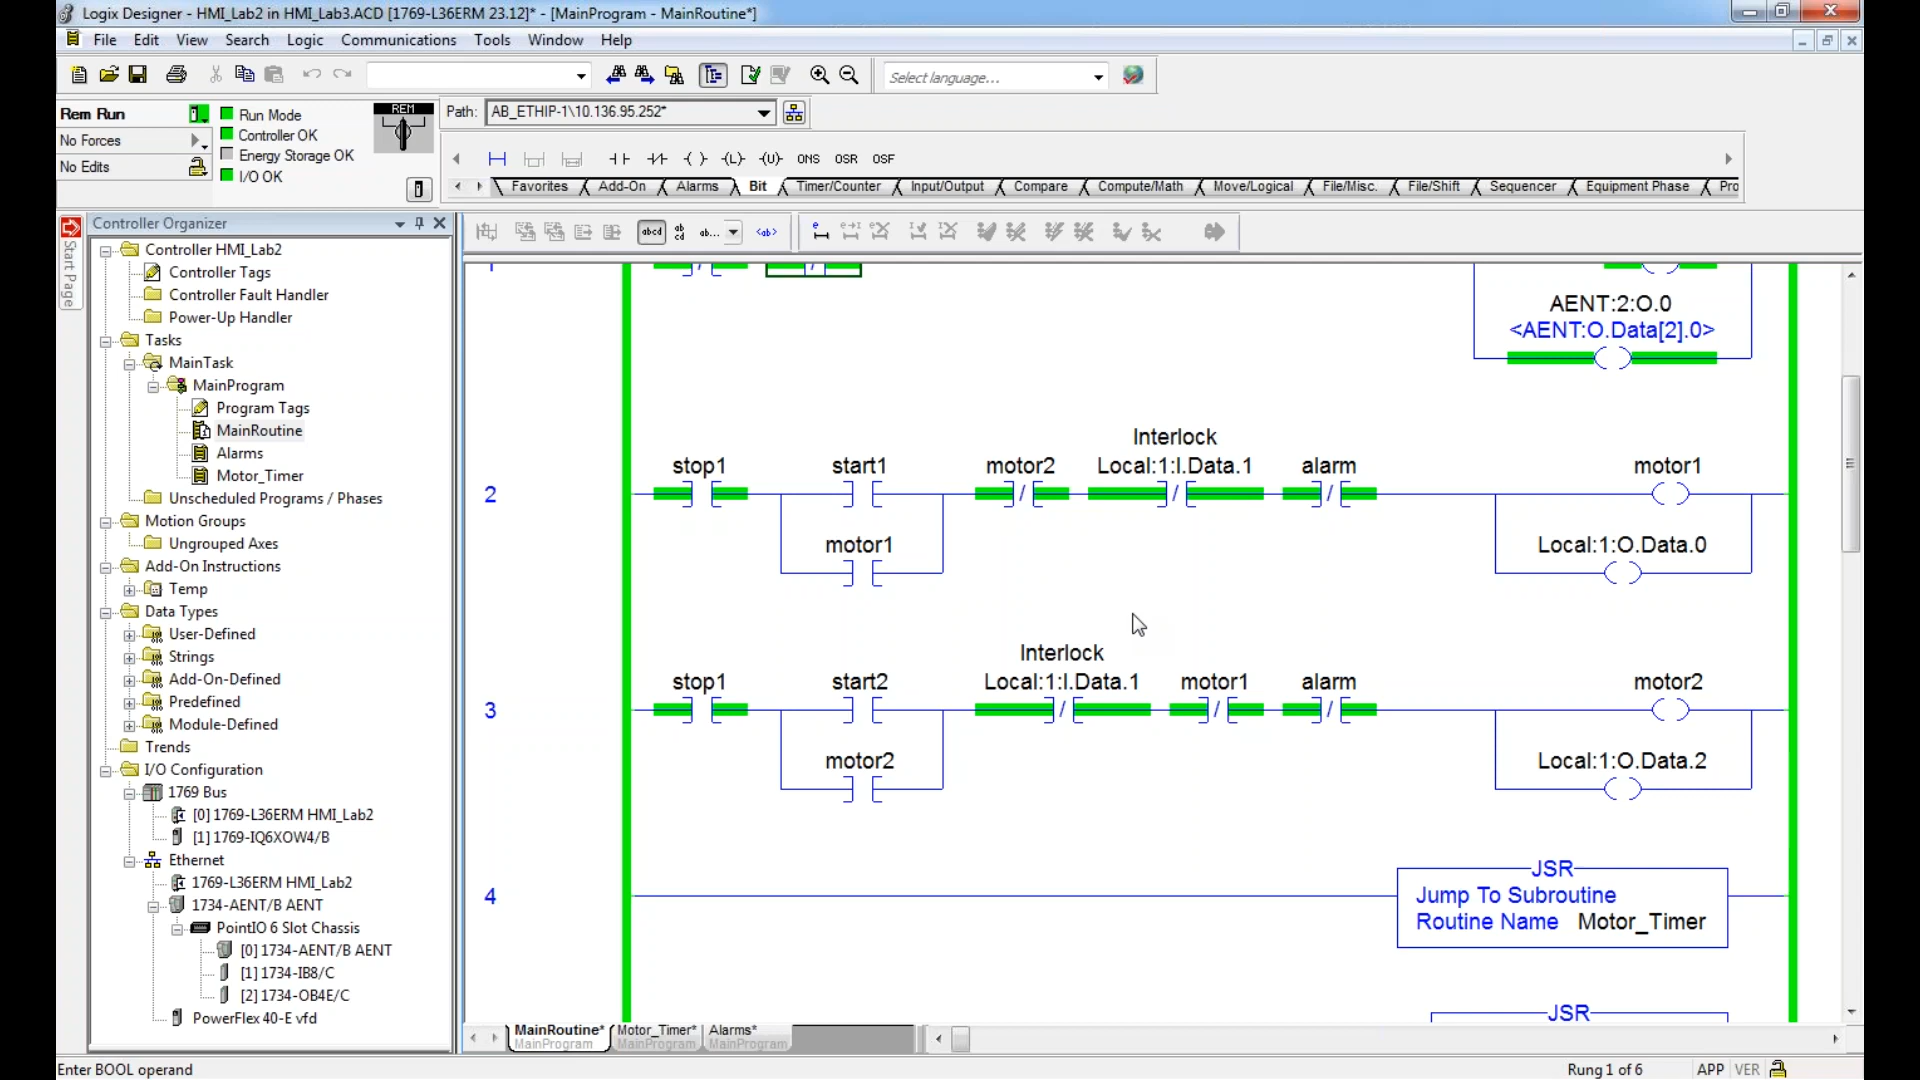 Logix Designer - HMI_Lab2 in HMI_Lab3.ACD [1769-L36ERM 23.12]* - [MainProgram - MainRoutine*]
File Edit View Search Logic Communications Tools Window Help
Select language...
Rem Run
No Forces
No Edits
Run Mode
Controller OK
Energy Storage OK
I/O OK
REM
Path: AB_ETHIP-1\10.136.95.252*
ONS OSR OSF
Favorites Add-On Alarms Bit Timer/Counter Input/Output Compare Compute/Math Move/Logical File/Misc. File/Shift Sequencer Equipment Phase Pro
Start Page
Controller Organizer
Controller HMI_Lab2
Controller Tags
Controller Fault Handler
Power-Up Handler
Tasks
MainTask
MainProgram
Program Tags
MainRoutine
Alarms
Motor_Timer
Unscheduled Programs / Phases
Motion Groups
Ungrouped Axes
Add-On Instructions
Temp
Data Types
User-Defined
Strings
Add-On-Defined
Predefined
Module-Defined
Trends
I/O Configuration
1769 Bus
[0] 1769-L36ERM HMI_Lab2
[1] 1769-IQ6XOW4/B
Ethernet
1769-L36ERM HMI_Lab2
1734-AENT/B AENT
PointIO 6 Slot Chassis
[0] 1734-AENT/B AENT
[1] 1734-IB8/C
[2] 1734-OB4E/C
PowerFlex 40-E vfd
AENT:2:O.0
<AENT:O.Data[2].0>
Interlock
stop1 start1 motor2 Local:1:I.Data.1 alarm motor1
2
motor1 Local:1:O.Data.0
Interlock
stop1 start2 Local:1:I.Data.1 motor1 alarm motor2
3
motor2 Local:1:O.Data.2
JSR
4
Jump To Subroutine
Routine Name Motor_Timer
JSR
MainRoutine* Motor_Timer* Alarms*
MainProgram MainProgram MainProgram
Enter BOOL operand
Rung 1 of 6 APP VER